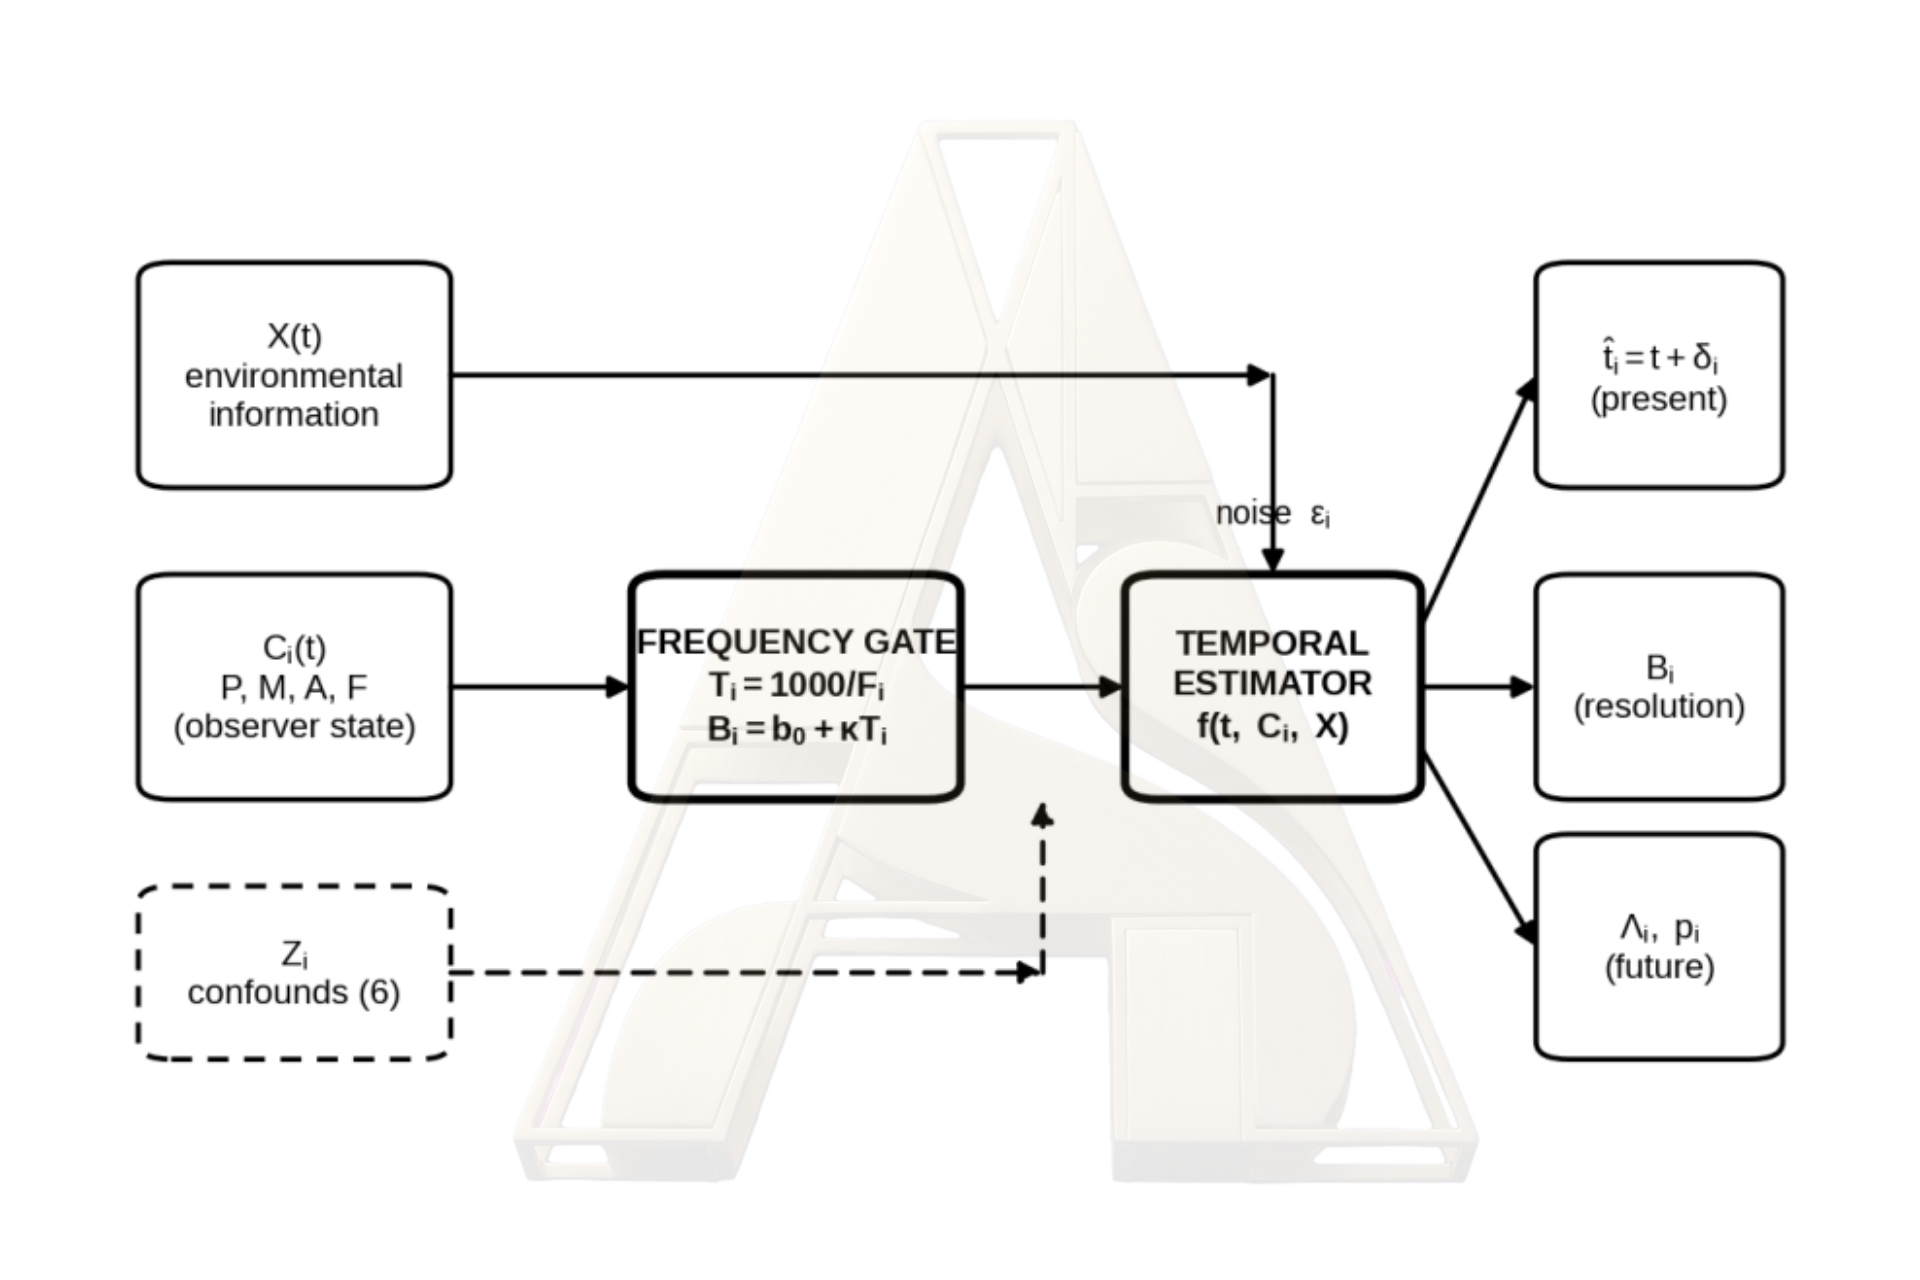 X(t)
environmental
information
noise εᵢ
t̂ᵢ = t + δᵢ
(present)
Cᵢ(t)
P, M, A, F
(observer state)
FREQUENCY GATE
Tᵢ = 1000/Fᵢ
Bᵢ = b₀ + κTᵢ
TEMPORAL
ESTIMATOR
f(t, Cᵢ, X)
Bᵢ
(resolution)
Zᵢ
confounds (6)
Λᵢ, pᵢ
(future)